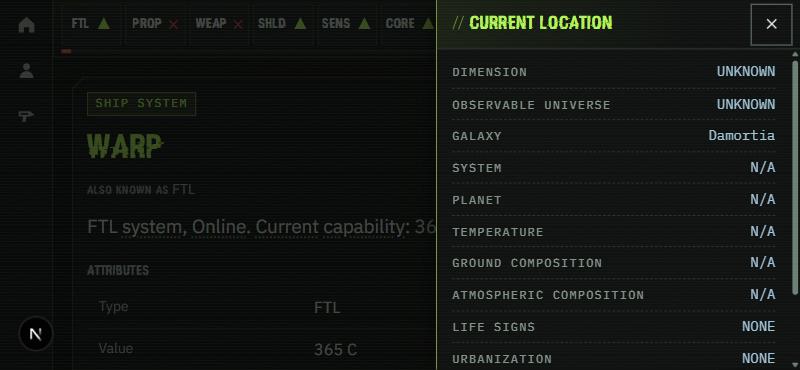 FTL PROP WEAP SHLD SENS CORE
SHIP SYSTEM
WARP
ALSO KNOWN AS FTL
FTL system, Online. Current capability: 36
ATTRIBUTES
Type FTL
Value 365 C
N
// CURRENT LOCATION
DIMENSION UNKNOWN
OBSERVABLE UNIVERSE UNKNOWN
GALAXY Damortia
SYSTEM N/A
PLANET N/A
TEMPERATURE N/A
GROUND COMPOSITION N/A
ATMOSPHERIC COMPOSITION N/A
LIFE SIGNS NONE
URBANIZATION NONE